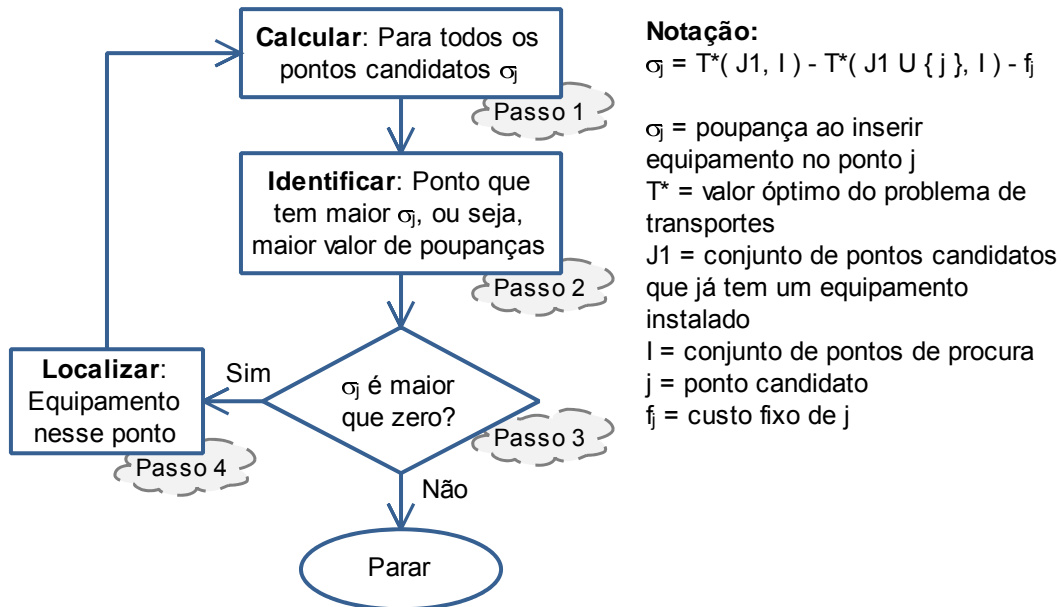 Calcular: Para todos os
pontos candidatos σj
Passo 1
Identificar: Ponto que
tem maior σj, ou seja,
maior valor de poupanças
Passo 2
σj é maior
que zero?
Passo 3
Sim
Localizar:
Equipamento
nesse ponto
Passo 4
Não
Parar
Notação:
σj = T*( J1, I ) - T*( J1 U { j }, I ) - fj
σj = poupança ao inserir
equipamento no ponto j
T* = valor óptimo do problema de
transportes
J1 = conjunto de pontos candidatos
que já tem um equipamento
instalado
I = conjunto de pontos de procura
j = ponto candidato
fj = custo fixo de j